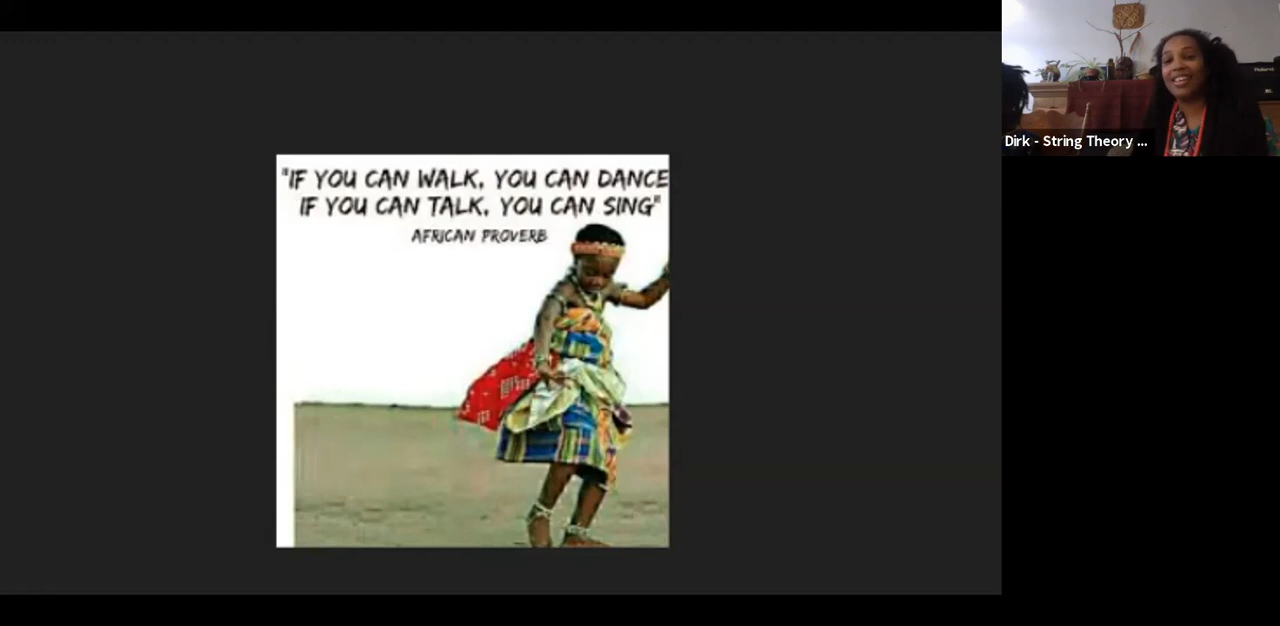 "IF YOU CAN WALK, YOU CAN DANCE
IF YOU CAN TALK, YOU CAN SING"
AFRICAN PROVERB
Roland
Dirk - String Theory ...